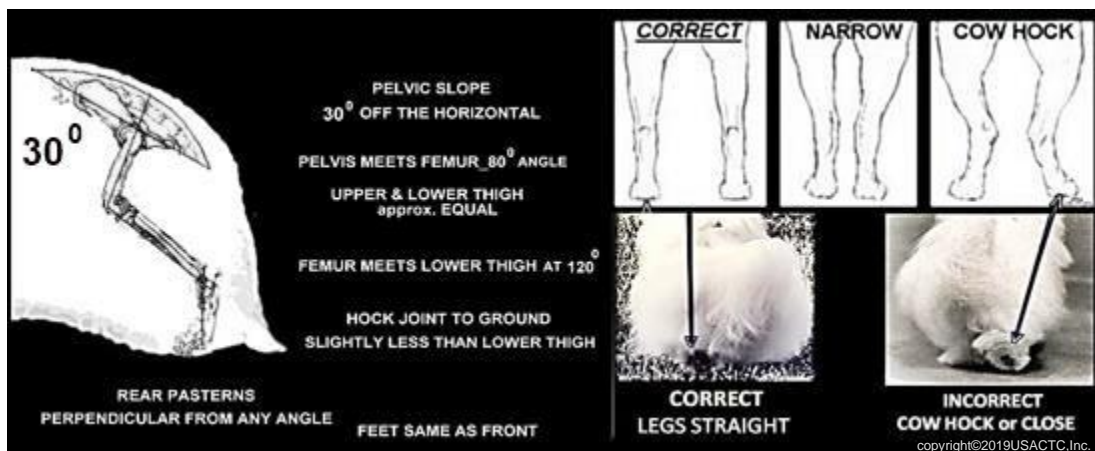 30⁰
PELVIC SLOPE
30⁰ OFF THE HORIZONTAL
PELVIS MEETS FEMUR_80⁰ ANGLE
UPPER & LOWER THIGH
approx. EQUAL
FEMUR MEETS LOWER THIGH AT 120⁰
HOCK JOINT TO GROUND
SLIGHTLY LESS THAN LOWER THIGH
REAR PASTERNS
PERPENDICULAR FROM ANY ANGLE
FEET SAME AS FRONT
CORRECT
NARROW
COW HOCK
CORRECT
LEGS STRAIGHT
INCORRECT
COW HOCK or CLOSE
copyright©2019USACTC,Inc.